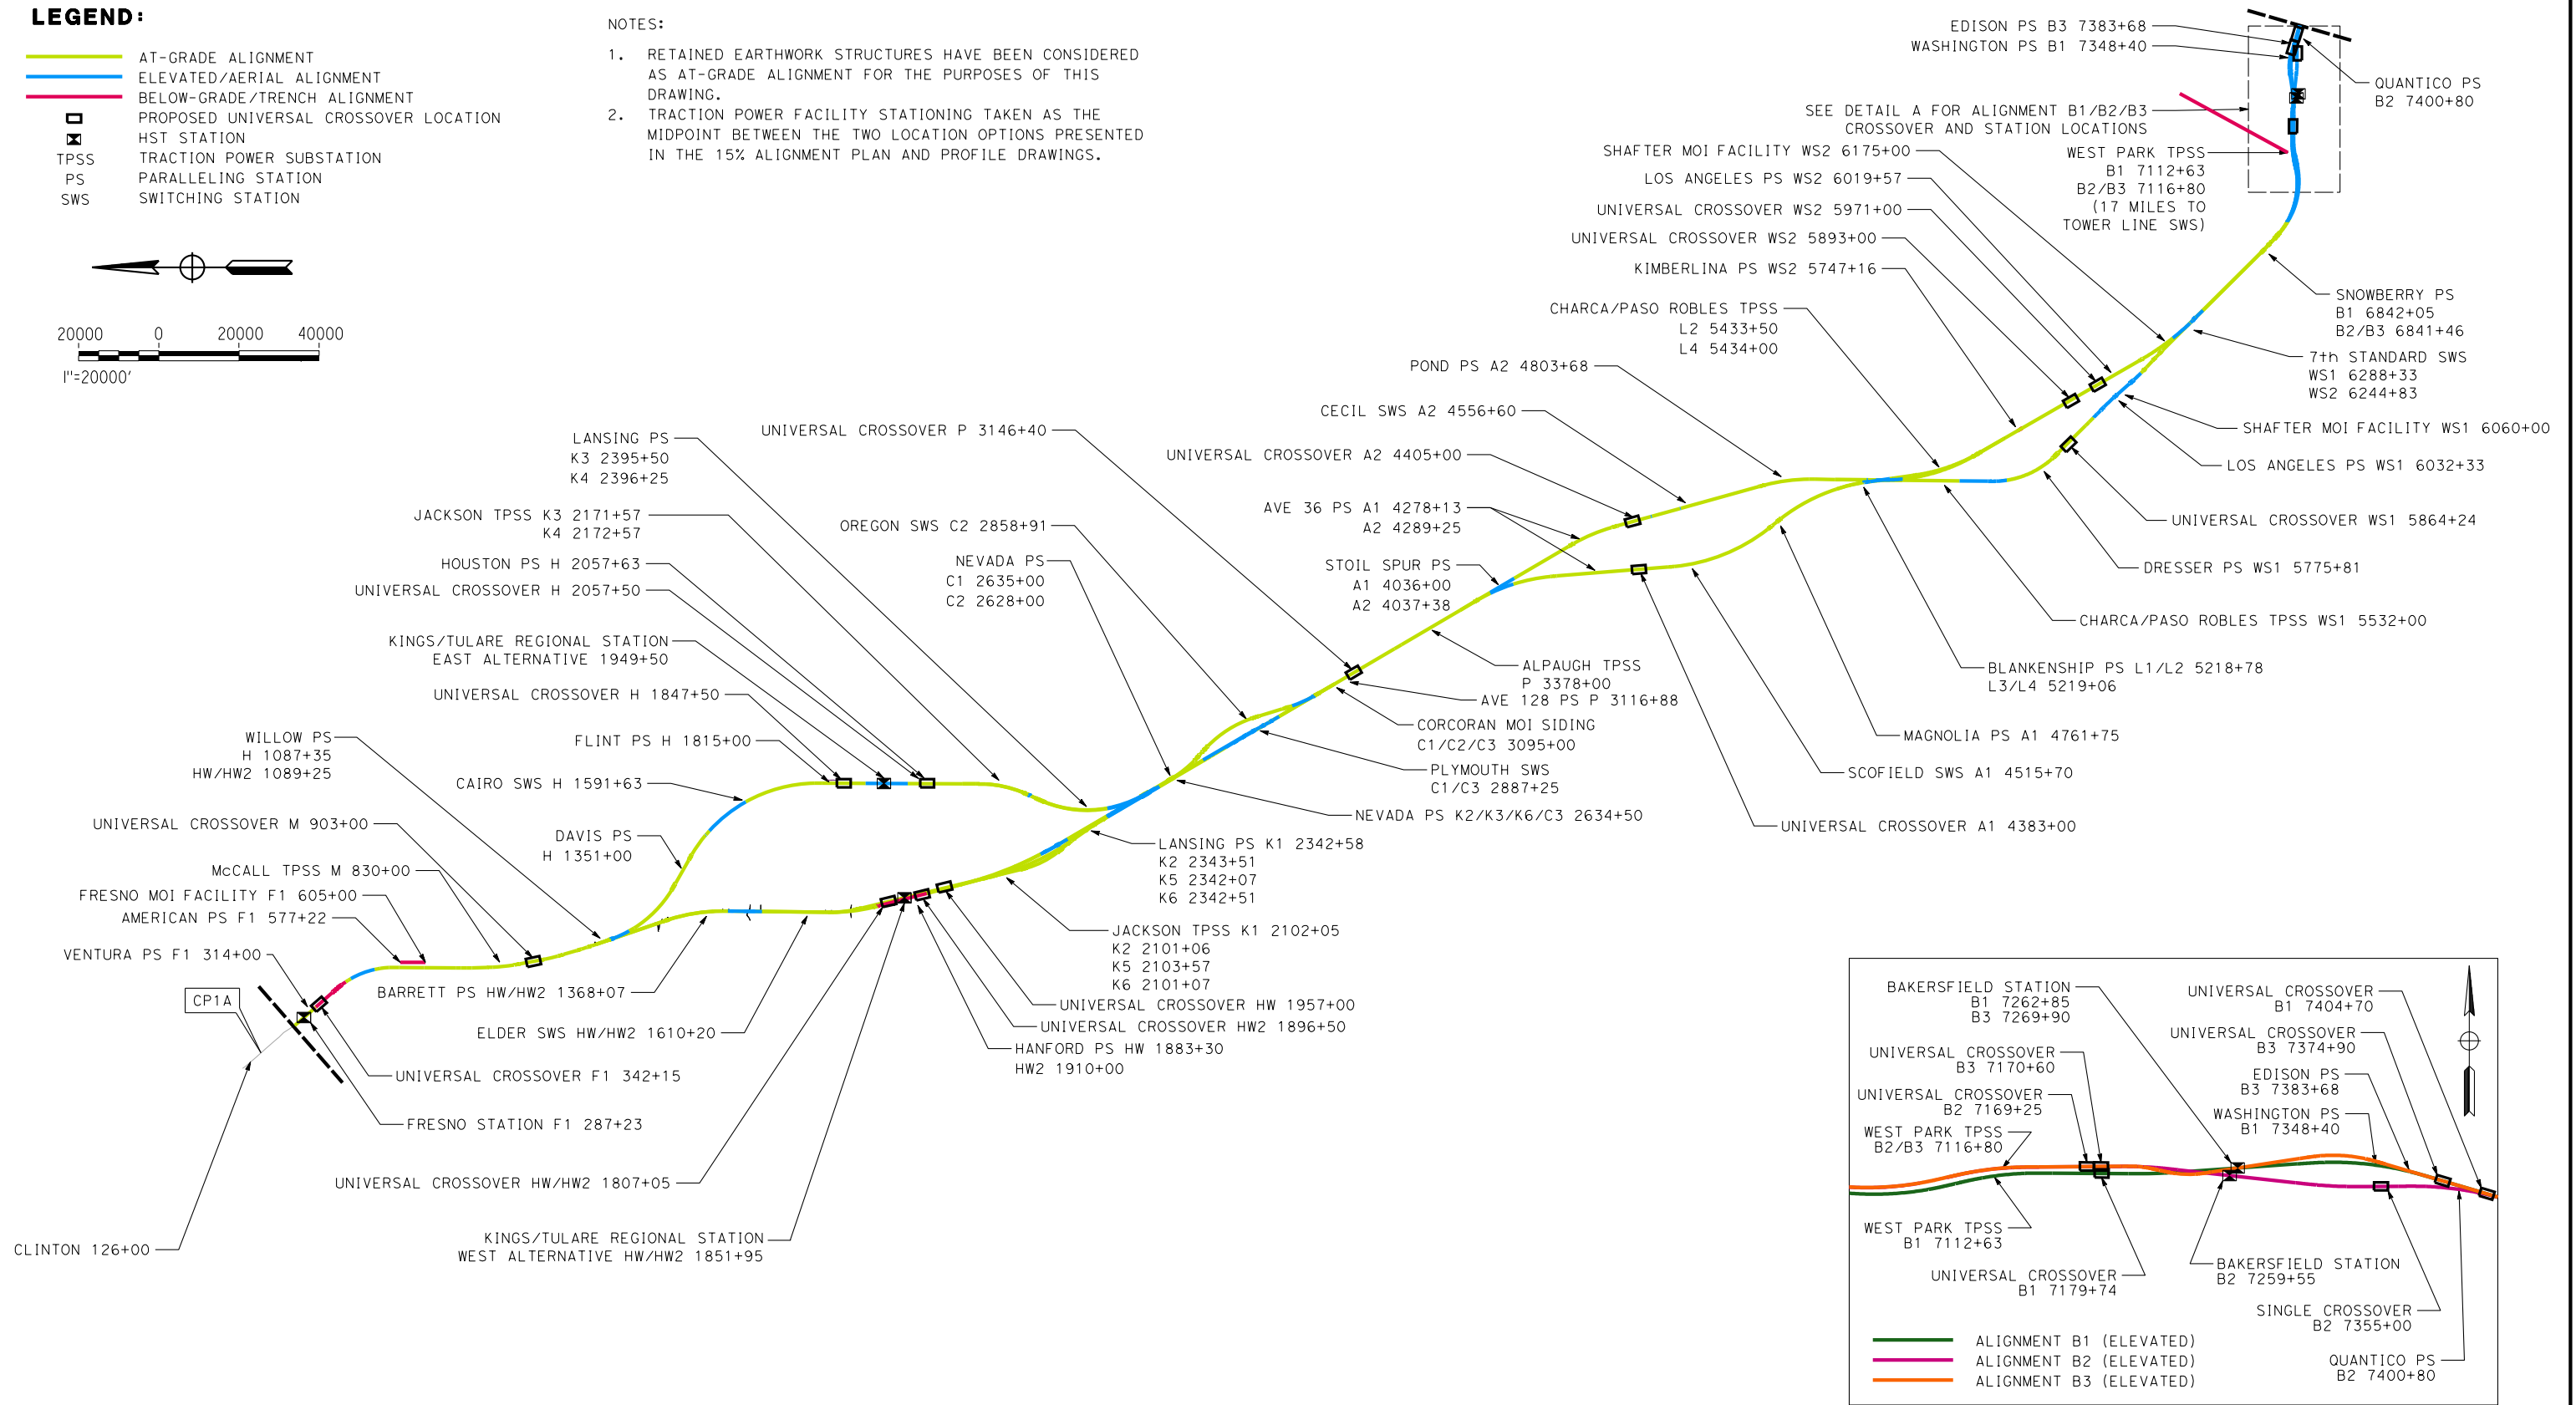 LEGEND:
AT-GRADE ALIGNMENT
ELEVATED/AERIAL ALIGNMENT
BELOW-GRADE/TRENCH ALIGNMENT
PROPOSED UNIVERSAL CROSSOVER LOCATION
HST STATION
TPSS TRACTION POWER SUBSTATION
PS PARALLELING STATION
SWS SWITCHING STATION
20000 0 20000 40000
1"=20000'
NOTES:
1. RETAINED EARTHWORK STRUCTURES HAVE BEEN CONSIDERED
AS AT-GRADE ALIGNMENT FOR THE PURPOSES OF THIS
DRAWING.
2. TRACTION POWER FACILITY STATIONING TAKEN AS THE
MIDPOINT BETWEEN THE TWO LOCATION OPTIONS PRESENTED
IN THE 15% ALIGNMENT PLAN AND PROFILE DRAWINGS.
EDISON PS B3 7383+68
WASHINGTON PS B1 7348+40
QUANTICO PS
B2 7400+80
SEE DETAIL A FOR ALIGNMENT B1/B2/B3
CROSSOVER AND STATION LOCATIONS
WEST PARK TPSS
B1 7112+63
B2/B3 7116+80
(17 MILES TO
TOWER LINE SWS)
SHAFTER MOI FACILITY WS2 6175+00
LOS ANGELES PS WS2 6019+57
UNIVERSAL CROSSOVER WS2 5971+00
UNIVERSAL CROSSOVER WS2 5893+00
KIMBERLINA PS WS2 5747+16
CHARCA/PASO ROBLES TPSS
L2 5433+50
L4 5434+00
POND PS A2 4803+68
CECIL SWS A2 4556+60
UNIVERSAL CROSSOVER A2 4405+00
AVE 36 PS A1 4278+13
A2 4289+25
STOIL SPUR PS
A1 4036+00
A2 4037+38
SNOWBERRY PS
B1 6842+05
B2/B3 6841+46
7th STANDARD SWS
WS1 6288+33
WS2 6244+83
SHAFTER MOI FACILITY WS1 6060+00
LOS ANGELES PS WS1 6032+33
UNIVERSAL CROSSOVER WS1 5864+24
DRESSER PS WS1 5775+81
CHARCA/PASO ROBLES TPSS WS1 5532+00
BLANKENSHIP PS L1/L2 5218+78
L3/L4 5219+06
MAGNOLIA PS A1 4761+75
SCOFIELD SWS A1 4515+70
UNIVERSAL CROSSOVER A1 4383+00
ALPAUGH TPSS
P 3378+00
AVE 128 PS P 3116+88
CORCORAN MOI SIDING
C1/C2/C3 3095+00
PLYMOUTH SWS
C1/C3 2887+25
NEVADA PS K2/K3/K6/C3 2634+50
UNIVERSAL CROSSOVER P 3146+40
OREGON SWS C2 2858+91
NEVADA PS
C1 2635+00
C2 2628+00
LANSING PS
K3 2395+50
K4 2396+25
JACKSON TPSS K3 2171+57
K4 2172+57
HOUSTON PS H 2057+63
UNIVERSAL CROSSOVER H 2057+50
KINGS/TULARE REGIONAL STATION
EAST ALTERNATIVE 1949+50
UNIVERSAL CROSSOVER H 1847+50
FLINT PS H 1815+00
CAIRO SWS H 1591+63
DAVIS PS
H 1351+00
WILLOW PS
H 1087+35
HW/HW2 1089+25
UNIVERSAL CROSSOVER M 903+00
McCALL TPSS M 830+00
FRESNO MOI FACILITY F1 605+00
AMERICAN PS F1 577+22
VENTURA PS F1 314+00
CP1A
CLINTON 126+00
LANSING PS K1 2342+58
K2 2343+51
K5 2342+07
K6 2342+51
JACKSON TPSS K1 2102+05
K2 2101+06
K5 2103+57
K6 2101+07
UNIVERSAL CROSSOVER HW 1957+00
UNIVERSAL CROSSOVER HW2 1896+50
HANFORD PS HW 1883+30
HW2 1910+00
BARRETT PS HW/HW2 1368+07
ELDER SWS HW/HW2 1610+20
UNIVERSAL CROSSOVER F1 342+15
FRESNO STATION F1 287+23
UNIVERSAL CROSSOVER HW/HW2 1807+05
KINGS/TULARE REGIONAL STATION
WEST ALTERNATIVE HW/HW2 1851+95
BAKERSFIELD STATION
B1 7262+85
B3 7269+90
UNIVERSAL CROSSOVER
B1 7404+70
UNIVERSAL CROSSOVER
B3 7374+90
UNIVERSAL CROSSOVER
B3 7170+60
EDISON PS
B3 7383+68
UNIVERSAL CROSSOVER
B2 7169+25
WASHINGTON PS
B1 7348+40
WEST PARK TPSS
B2/B3 7116+80
WEST PARK TPSS
B1 7112+63
UNIVERSAL CROSSOVER
B1 7179+74
BAKERSFIELD STATION
B2 7259+55
SINGLE CROSSOVER
B2 7355+00
QUANTICO PS
B2 7400+80
ALIGNMENT B1 (ELEVATED)
ALIGNMENT B2 (ELEVATED)
ALIGNMENT B3 (ELEVATED)